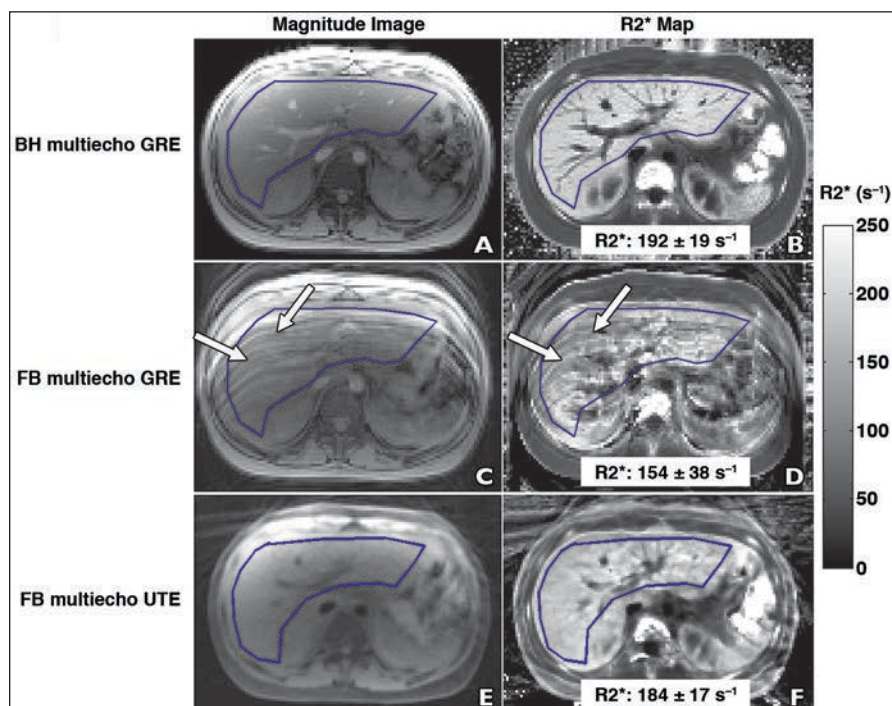 Magnitude Image
R2* Map
BH multiecho GRE
A
R2*: 192 ± 19 s–1
B
R2* (s–1)
250
200
150
100
50
0
FB multiecho GRE
C
R2*: 154 ± 38 s–1
D
FB multiecho UTE
E
R2*: 184 ± 17 s–1
F